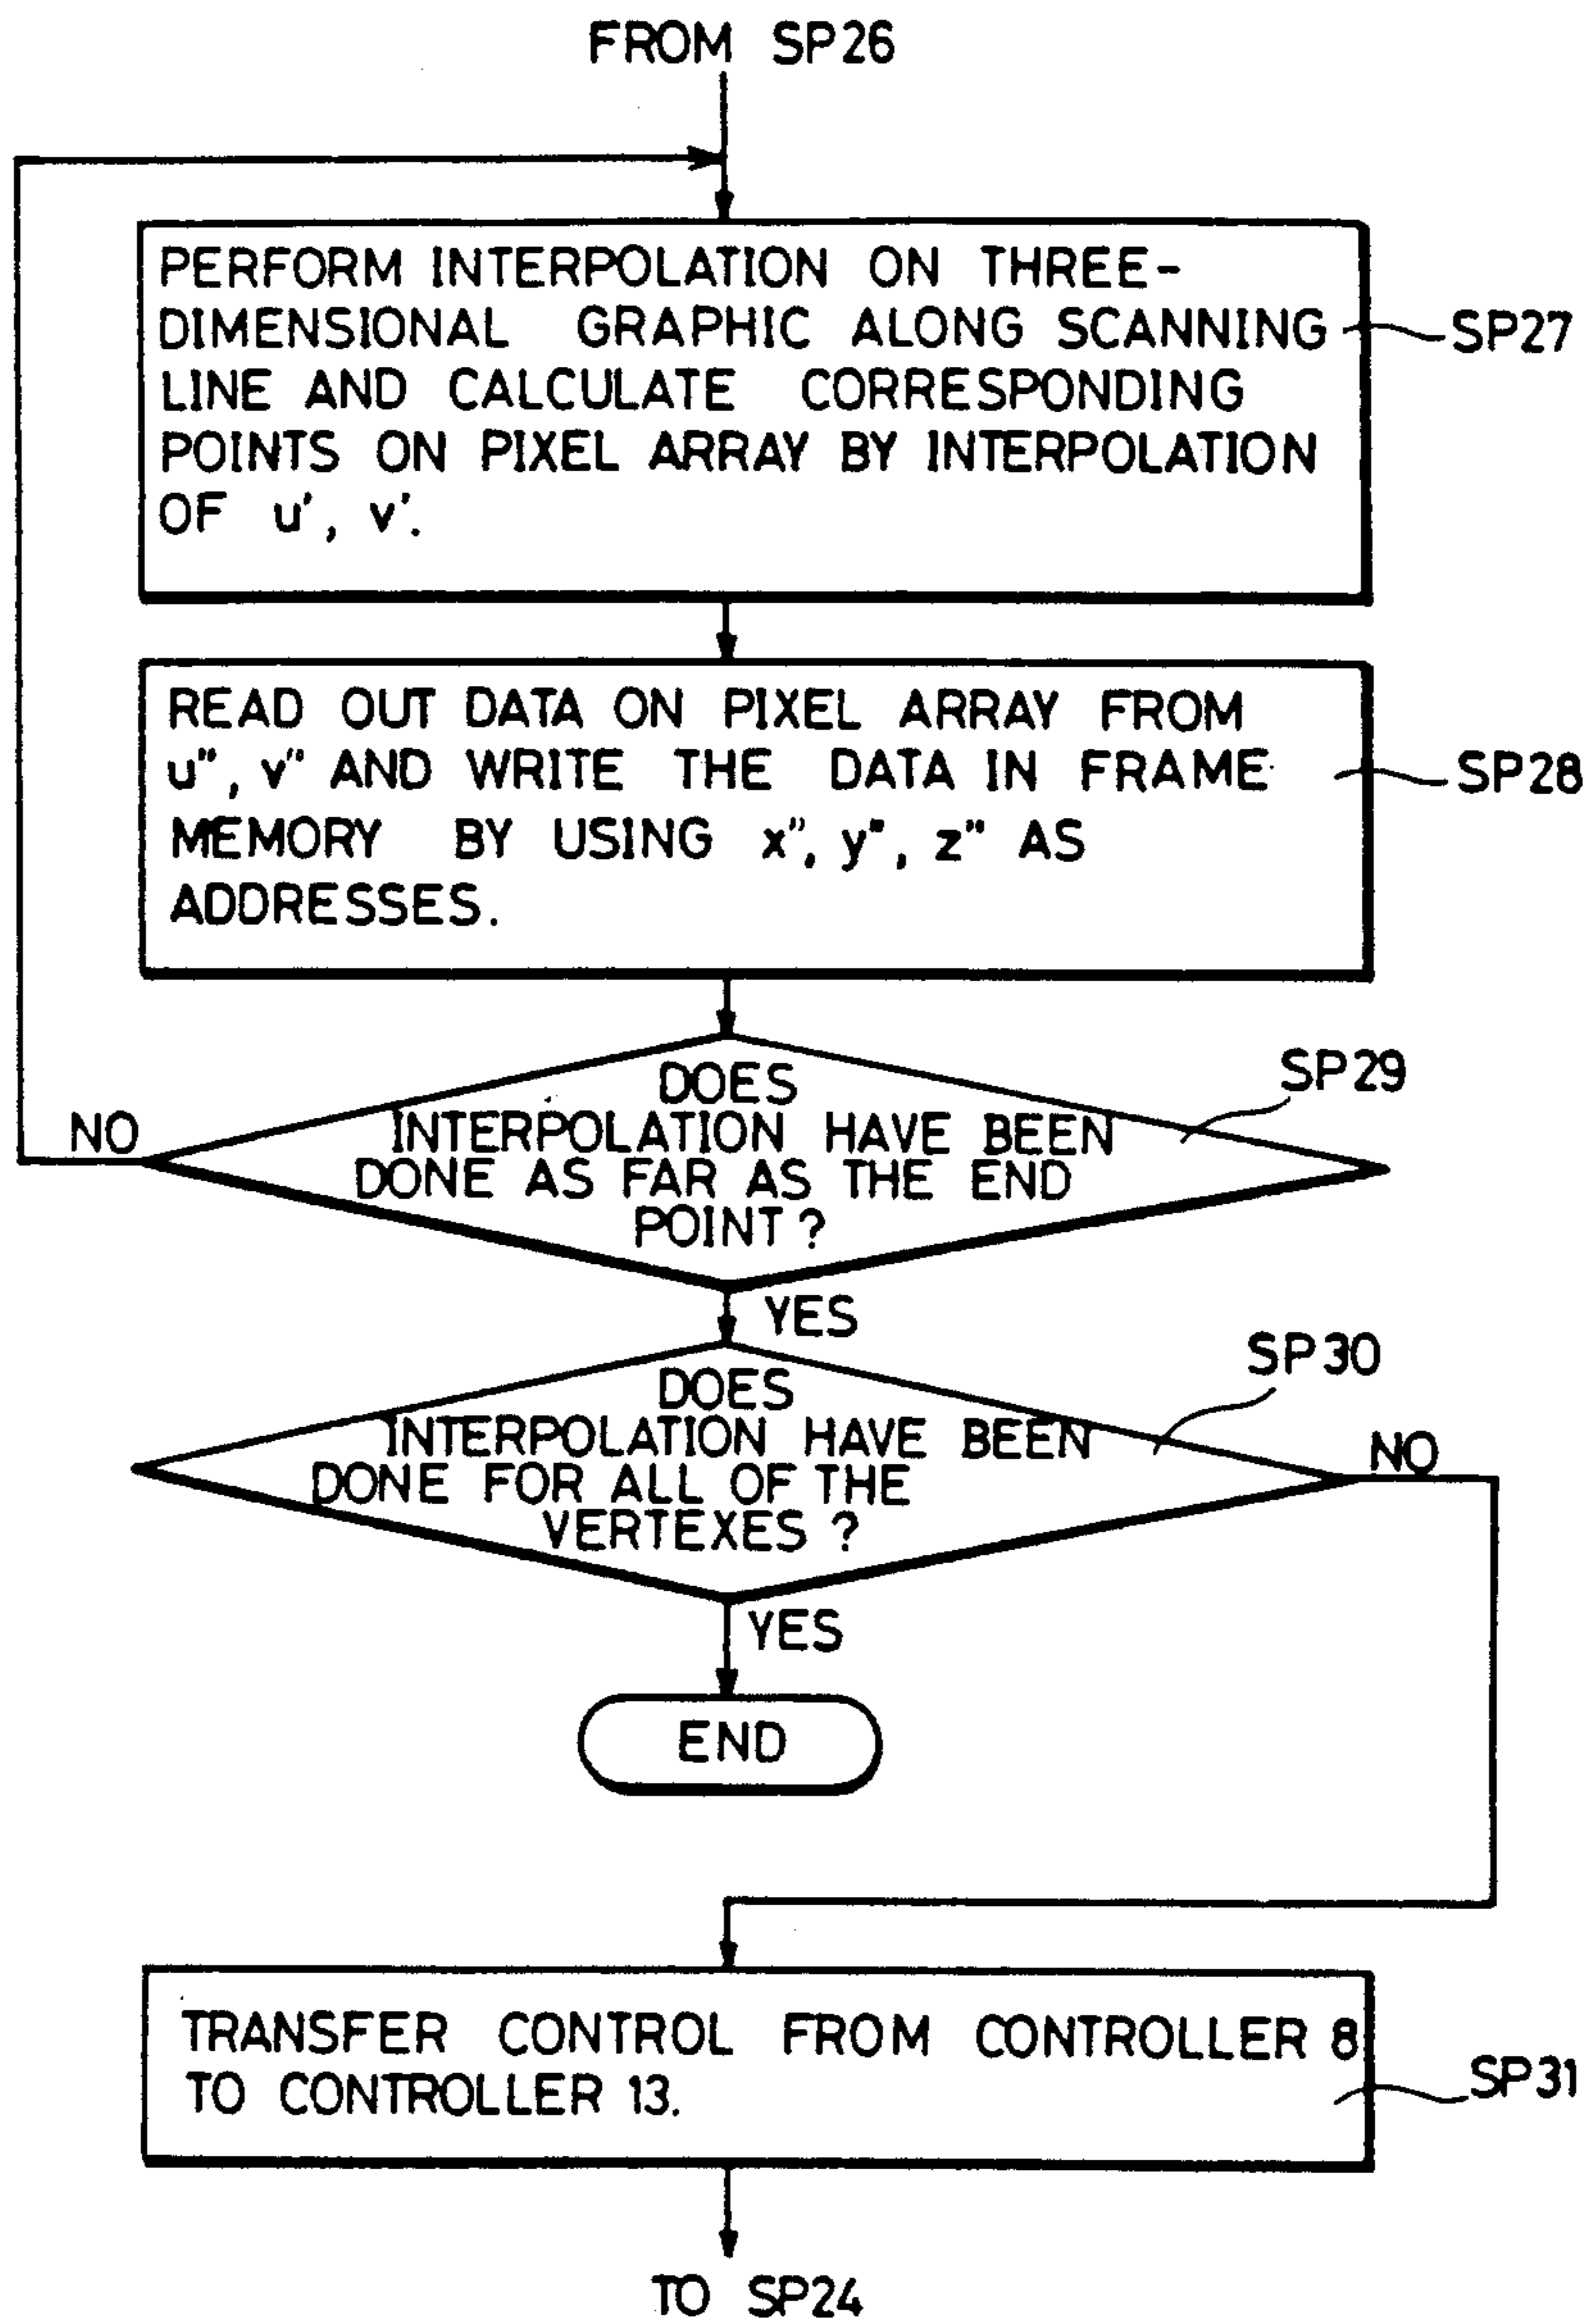 FROM SP26
PERFORM INTERPOLATION ON THREE-
DIMENSIONAL GRAPHIC ALONG SCANNING
LINE AND CALCULATE CORRESPONDING
POINTS ON PIXEL ARRAY BY INTERPOLATION
OF u', v'.
SP27
READ OUT DATA ON PIXEL ARRAY FROM
u", v" AND WRITE THE DATA IN FRAME
MEMORY BY USING x", y", z" AS
ADDRESSES.
SP28
SP29
DOES
INTERPOLATION HAVE BEEN
DONE AS FAR AS THE END
POINT ?
NO
YES
SP30
DOES
INTERPOLATION HAVE BEEN
DONE FOR ALL OF THE
VERTEXES ?
NO
YES
END
TRANSFER CONTROL FROM CONTROLLER 8
TO CONTROLLER 13.
SP31
TO SP24